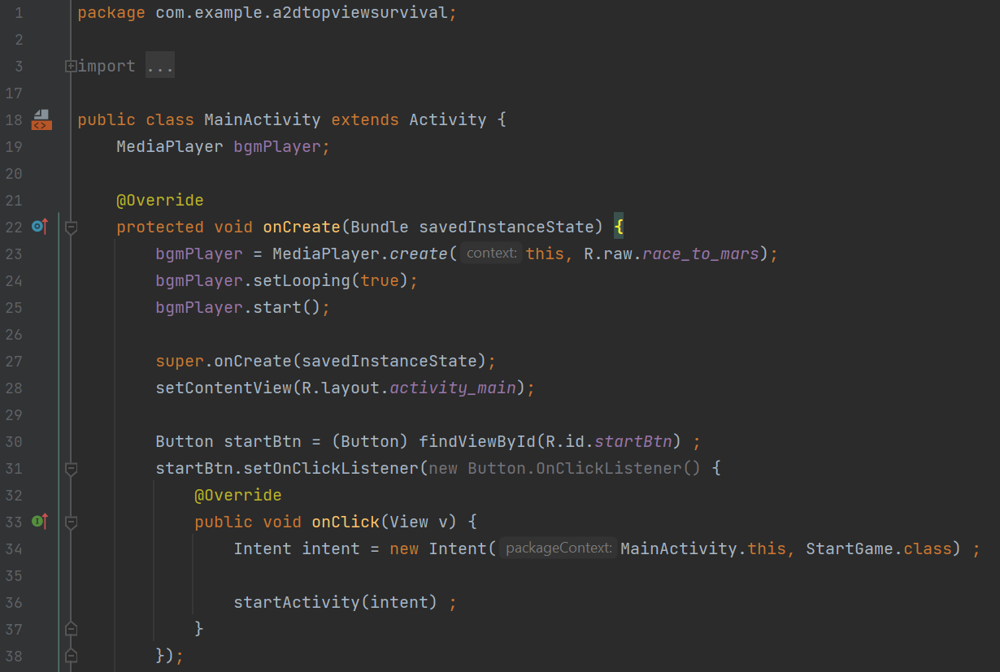 1 package com.example.a2dtopviewsurvival;
2
3 import ...
17
18 public class MainActivity extends Activity {
19     MediaPlayer bgmPlayer;
20
21     @Override
22     protected void onCreate(Bundle savedInstanceState) {
23         bgmPlayer = MediaPlayer.create( context: this, R.raw.race_to_mars);
24         bgmPlayer.setLooping(true);
25         bgmPlayer.start();
26
27         super.onCreate(savedInstanceState);
28         setContentView(R.layout.activity_main);
29
30         Button startBtn = (Button) findViewById(R.id.startBtn) ;
31         startBtn.setOnClickListener(new Button.OnClickListener() {
32             @Override
33             public void onClick(View v) {
34                 Intent intent = new Intent( packageContext: MainActivity.this, StartGame.class) ;
35
36                 startActivity(intent) ;
37             }
38         });